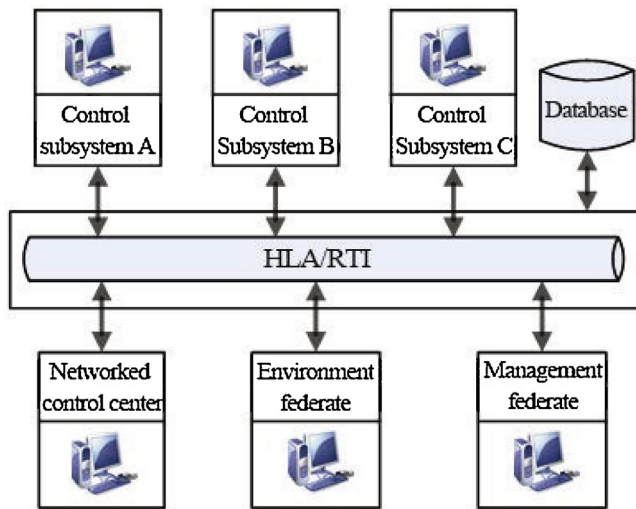 Control
subsystem A
Control
Subsystem B
Control
Subsystem C
Database
HLA/RTI
Networked
control center
Environment
federate
Management
federate